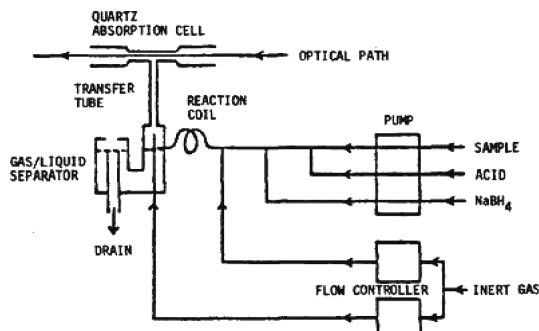 QUARTZ
ABSORPTION CELL
OPTICAL PATH
TRANSFER
TUBE
REACTION
COIL
PUMP
GAS/LIQUID
SEPARATOR
SAMPLE
ACID
NaBH₄
DRAIN
FLOW CONTROLLER
INERT GAS